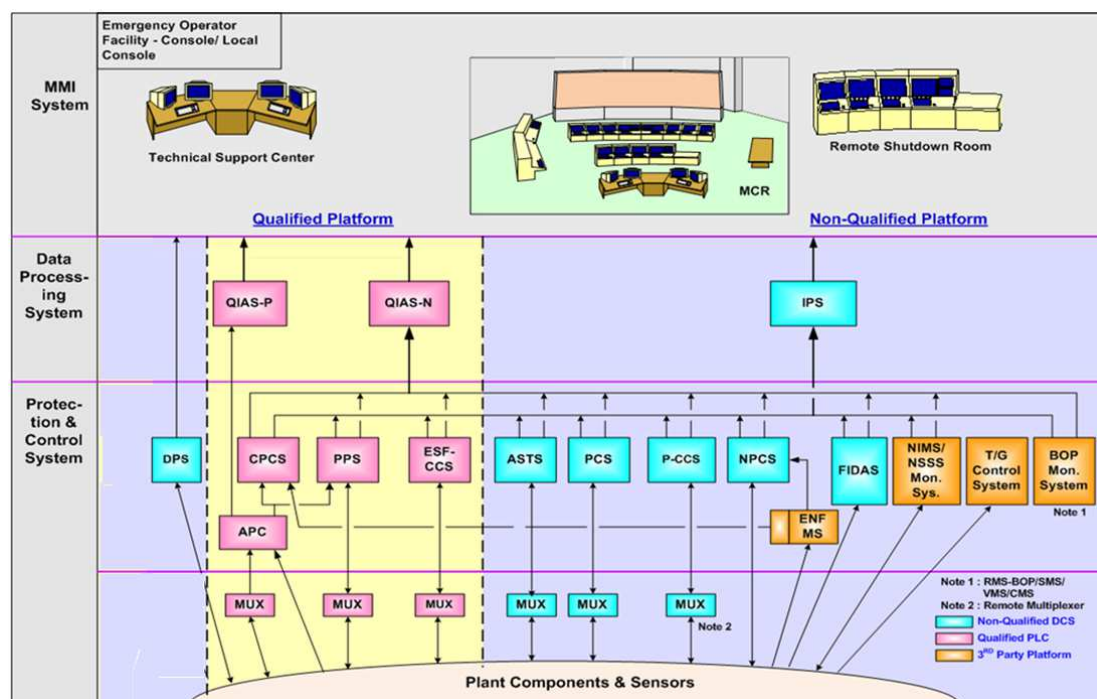 Emergency Operator
Facility - Console/ Local
Console
MMI
System
Technical Support Center
MCR
Remote Shutdown Room
Qualified Platform
Non-Qualified Platform
Data
Process-
ing
System
QIAS-P
QIAS-N
IPS
Protec-
tion &
Control
System
DPS
CPCS
PPS
ESF-
CCS
ASTS
PCS
P-CCS
NPCS
FIDAS
NIMS/
NSSS
Mon.
Sys.
T/G
Control
System
BOP
Mon.
System
Note 1
APC
ENF
MS
MUX
MUX
MUX
MUX
MUX
MUX
Note 2
Note 1 : RMS-BOP/SMS/
VMS/CMS
Note 2 : Remote Multiplexer
Non-Qualified DCS
Qualified PLC
3RD Party Platform
Plant Components & Sensors